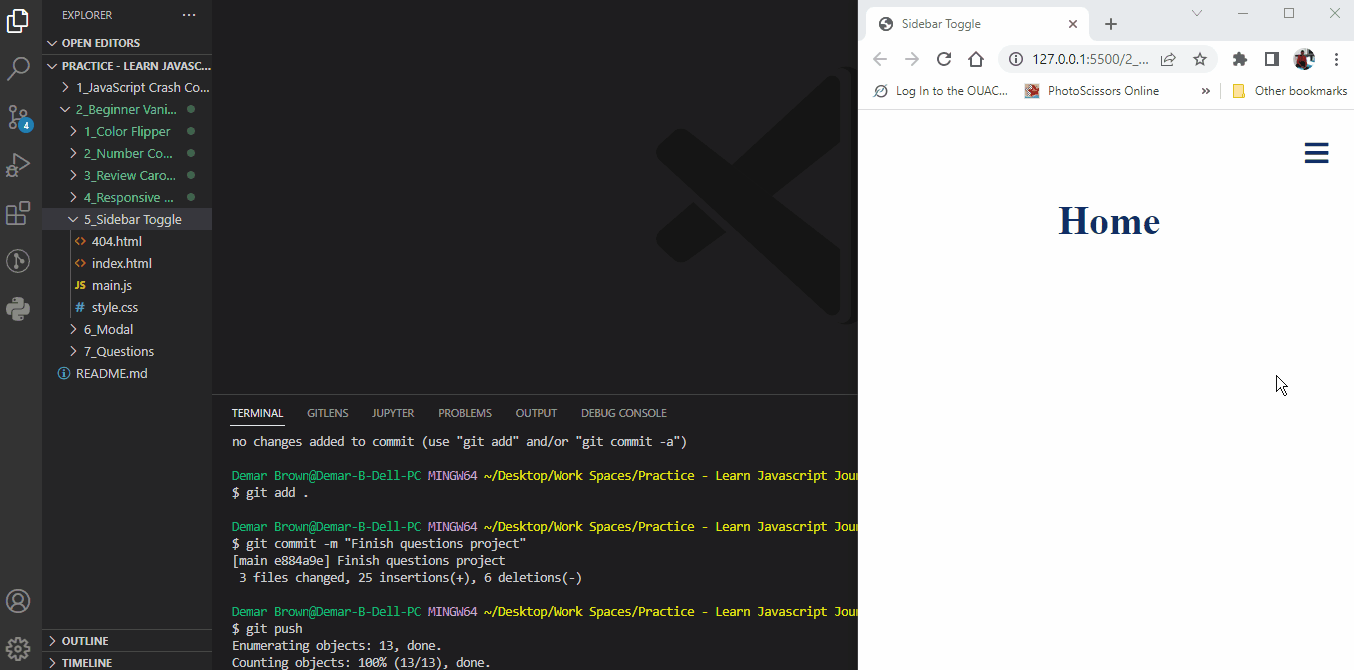 EXPLORER
OPEN EDITORS
PRACTICE - LEARN JAVASC...
1_JavaScript Crash Co...
2_Beginner Vani...
1_Color Flipper
2_Number Co...
3_Review Caro...
4_Responsive ...
5_Sidebar Toggle
<> 404.html
<> index.html
JS main.js
# style.css
6_Modal
7_Questions
README.md
OUTLINE
TIMELINE
4
TERMINAL GITLENS JUPYTER PROBLEMS OUTPUT DEBUG CONSOLE
no changes added to commit (use "git add" and/or "git commit -a")
Demar Brown@Demar-B-Dell-PC MINGW64 ~/Desktop/Work Spaces/Practice - Learn Javascript Jou
$ git add .
Demar Brown@Demar-B-Dell-PC MINGW64 ~/Desktop/Work Spaces/Practice - Learn Javascript Jou
$ git commit -m "Finish questions project"
[main e884a9e] Finish questions project
3 files changed, 25 insertions(+), 6 deletions(-)
Demar Brown@Demar-B-Dell-PC MINGW64 ~/Desktop/Work Spaces/Practice - Learn Javascript Jou
$ git push
Enumerating objects: 13, done.
Counting objects: 100% (13/13), done.
Sidebar Toggle
127.0.0.1:5500/2_...
Log In to the OUAC... PhotoScissors Online » Other bookmarks
Home